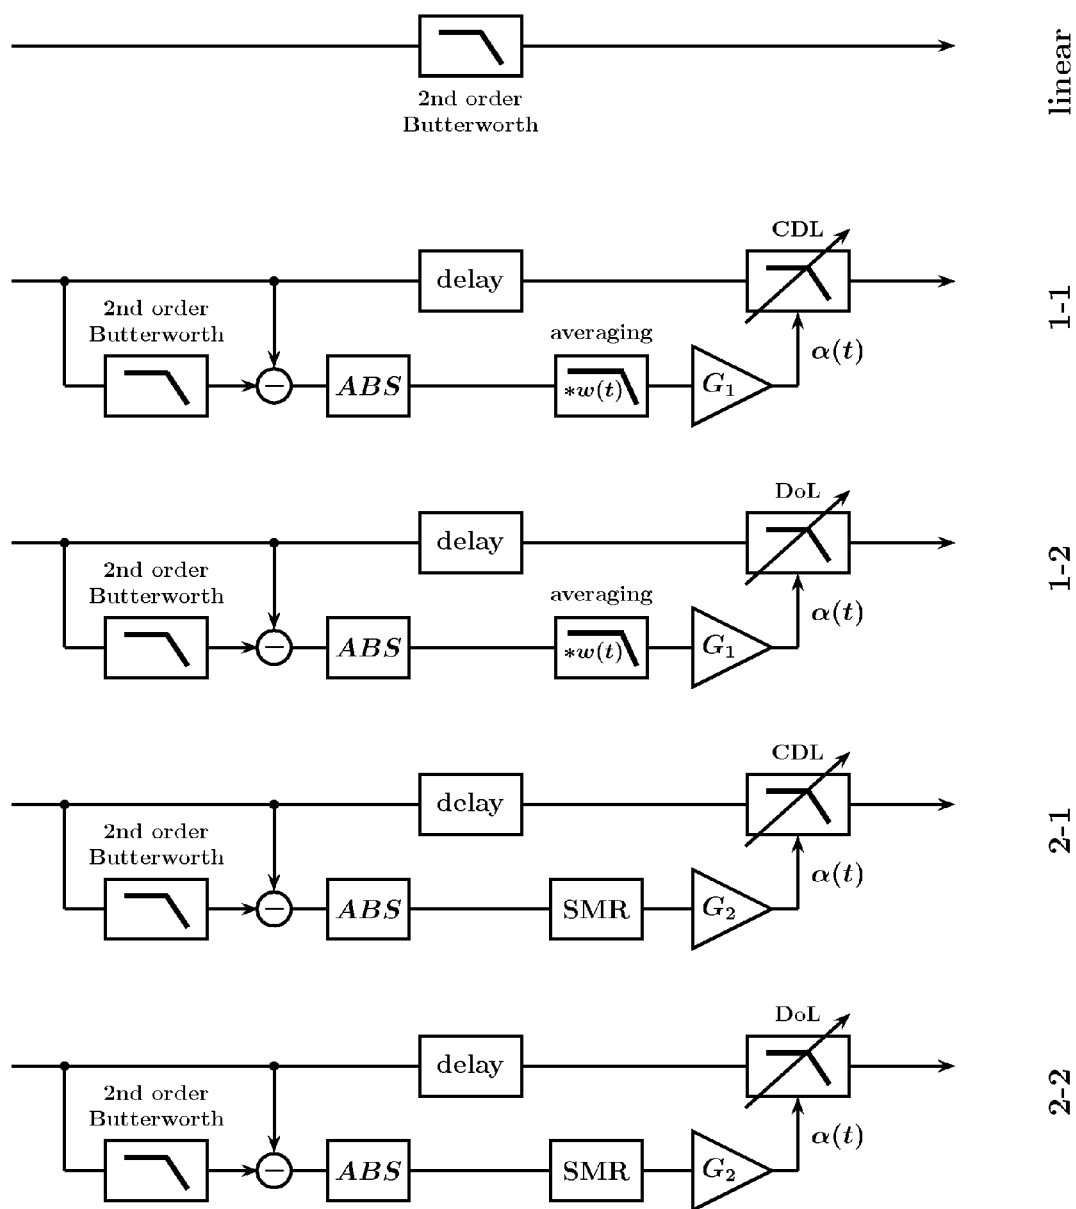 2nd order
Butterworth
linear
CDL
delay
2nd order
Butterworth
averaging
1-1
−
ABS
*w(t)
G1
α(t)
DoL
delay
2nd order
Butterworth
averaging
1-2
−
ABS
*w(t)
G1
α(t)
CDL
delay
2nd order
Butterworth
2-1
−
ABS
SMR
G2
α(t)
DoL
delay
2nd order
Butterworth
2-2
−
ABS
SMR
G2
α(t)